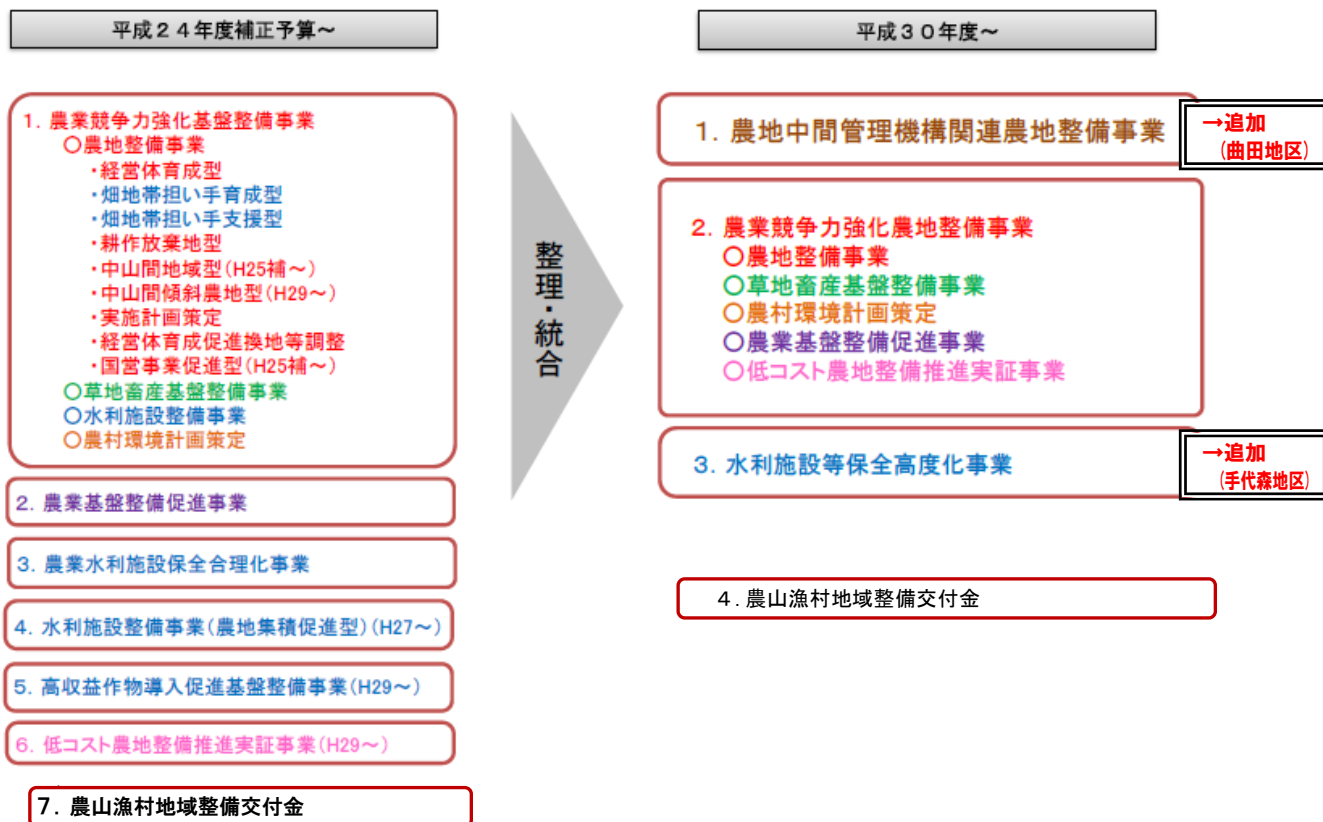 平成２４年度補正予算～
1. 農業競争力強化基盤整備事業
○農地整備事業
・経営体育成型
・畑地帯担い手育成型
・畑地帯担い手支援型
・耕作放棄地型
・中山間地域型(H25補～)
・中山間傾斜農地型(H29～)
・実施計画策定
・経営体育成促進換地等調整
・国営事業促進型(H25補～)
○草地畜産基盤整備事業
○水利施設整備事業
○農村環境計画策定
2. 農業基盤整備促進事業
3. 農業水利施設保全合理化事業
4. 水利施設整備事業(農地集積促進型)(H27～)
5. 高収益作物導入促進基盤整備事業(H29～)
6. 低コスト農地整備推進実証事業(H29～)
７. 農山漁村地域整備交付金
整理・統合
平成３０年度～
1. 農地中間管理機構関連農地整備事業
→追加
(曲田地区)
2. 農業競争力強化農地整備事業
○農地整備事業
○草地畜産基盤整備事業
○農村環境計画策定
○農業基盤整備促進事業
○低コスト農地整備推進実証事業
3. 水利施設等保全高度化事業
→追加
(手代森地区)
４. 農山漁村地域整備交付金